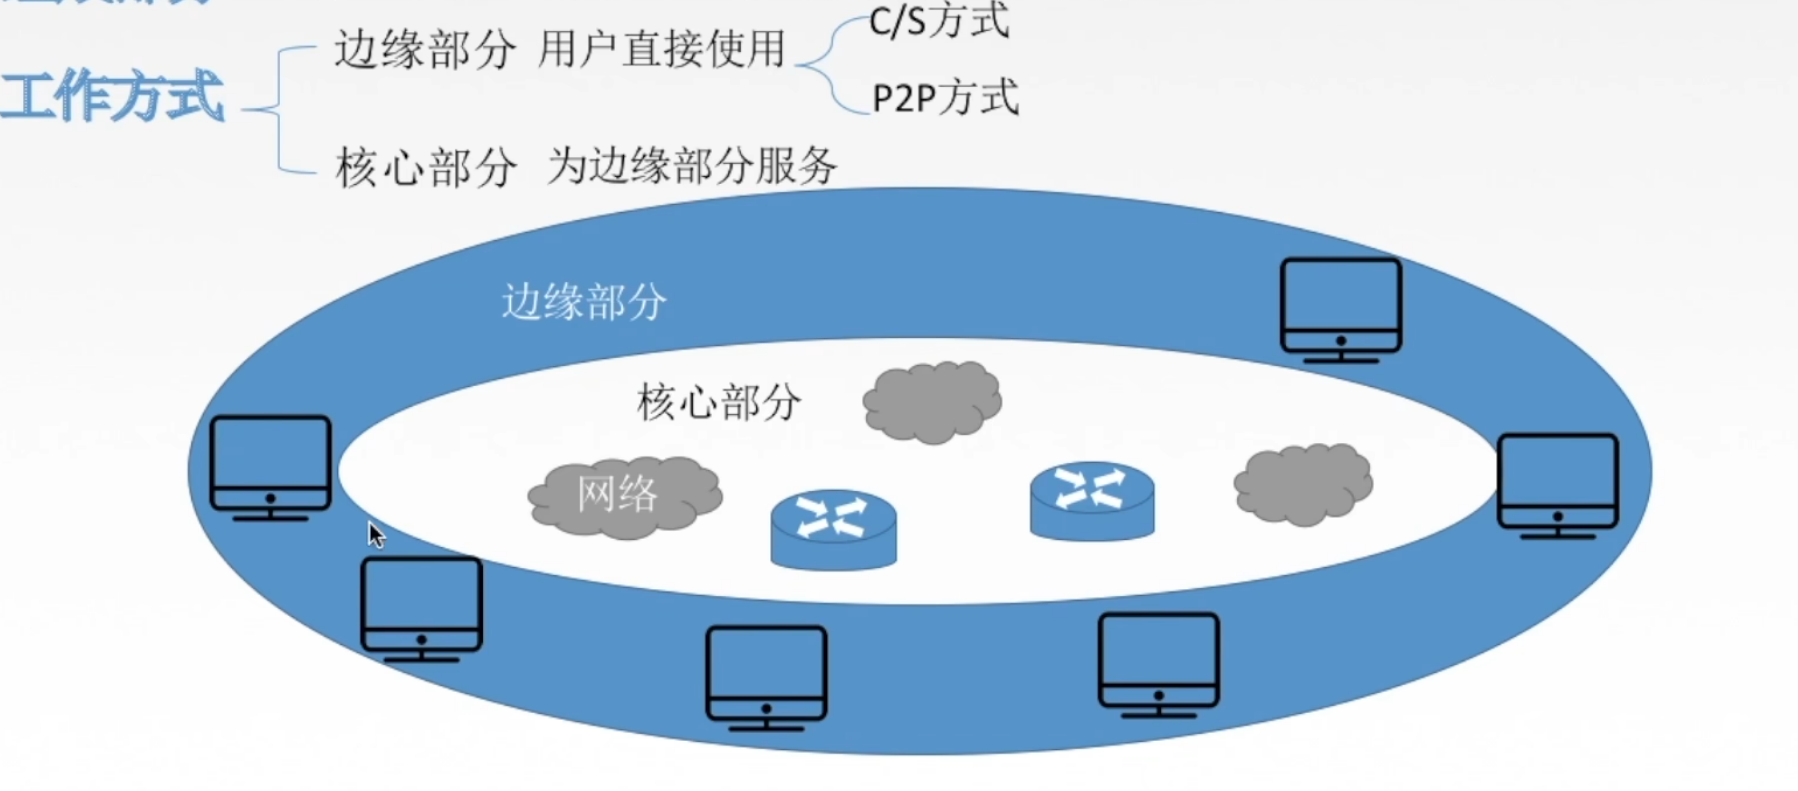 工作方式
边缘部分 用户直接使用
C/S方式
P2P方式
核心部分 为边缘部分服务
边缘部分
核心部分
网络